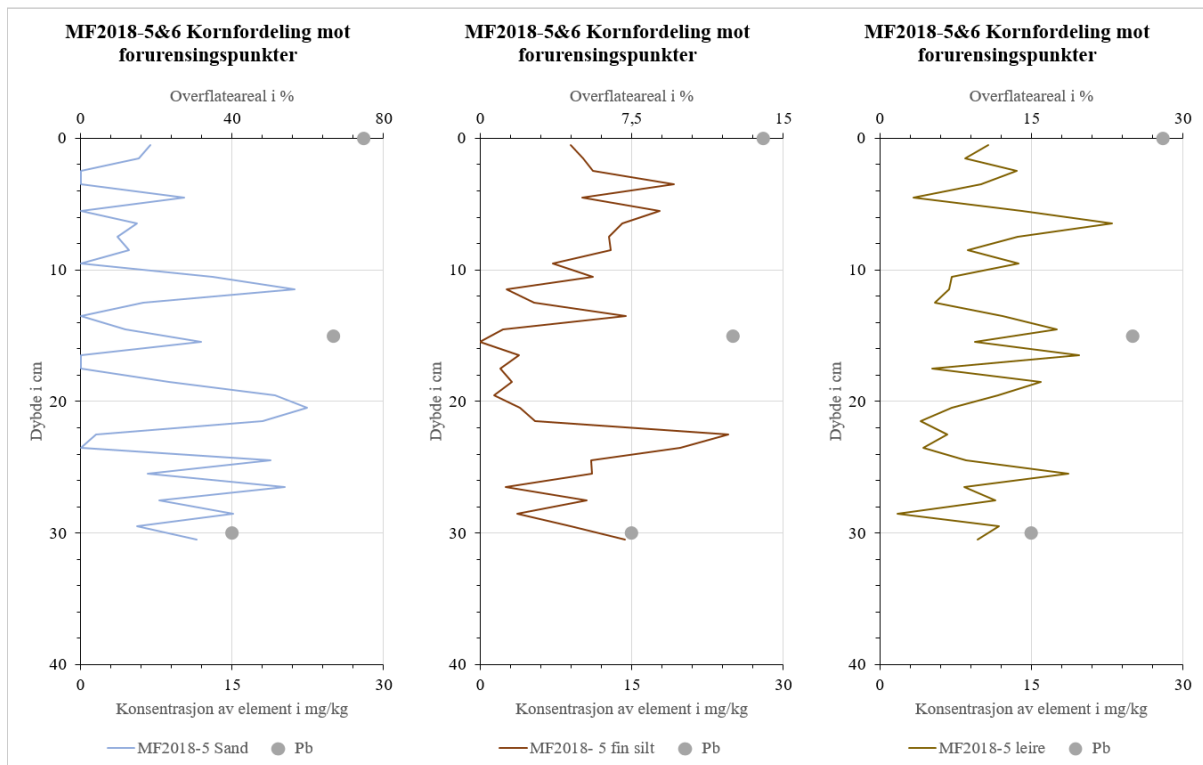 MF2018-5&6 Kornfordeling mot
forurensingspunkter
Overflateareal i %
0 40 80
0
10
20
30
40
Dybde i cm
0 15 30
Konsentrasjon av element i mg/kg
MF2018-5 Sand Pb
MF2018-5&6 Kornfordeling mot
forurensingspunkter
Overflateareal i %
0 7,5 15
0
10
20
30
40
Dybde i cm
0 15 30
Konsentrasjon av element i mg/kg
MF2018- 5 fin silt Pb
MF2018-5&6 Kornfordeling mot
forurensingspunkter
Overflateareal i %
0 15 30
0
10
20
30
40
Dybde i cm
0 15 30
Konsentrasjon av element i mg/kg
MF2018-5 leire Pb